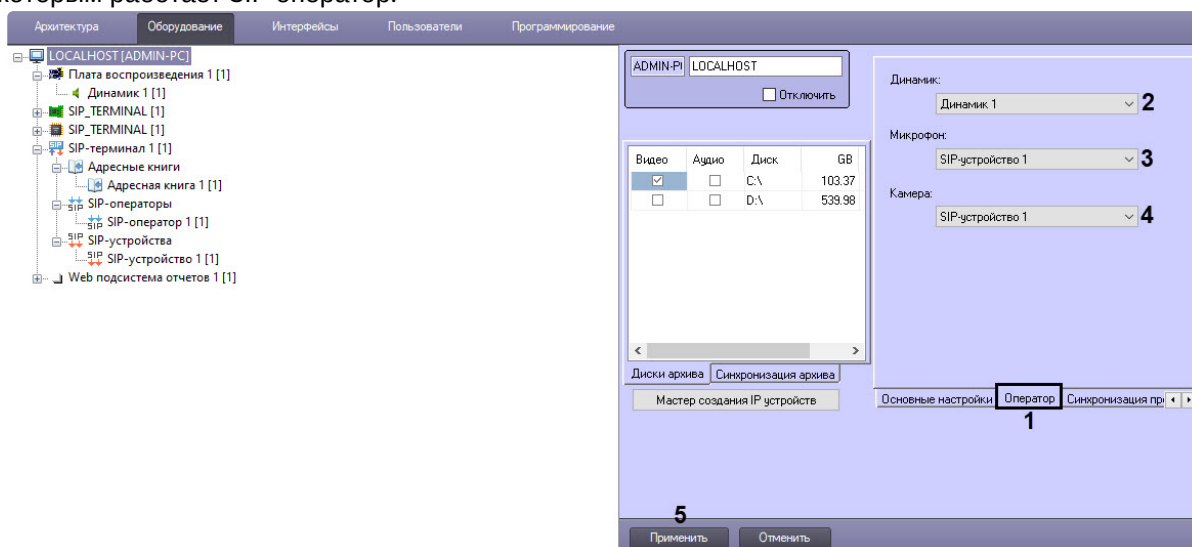 которым работает SIP-оператор.
Архитектура Оборудование Интерфейсы Пользователи Программирование
LOCALHOST [ADMIN-PC]
Плата воспроизведения 1 [1]
Динамик 1 [1]
SIP_TERMINAL [1]
SIP_TERMINAL [1]
SIP-терминал 1 [1]
Адресные книги
Адресная книга 1 [1]
SIP-операторы
SIP-оператор 1 [1]
SIP-устройства
SIP-устройство 1 [1]
Web подсистема отчетов 1 [1]
ADMIN-P LOCALHOST
Отключить
Видео Аудио Диск GB
C:\ 103.37
D:\ 539.98
Диски архива Синхронизация архива
Мастер создания IP устройств
Динамик:
Динамик 1 2
Микрофон:
SIP-устройство 1 3
Камера:
SIP-устройство 1 4
Основные настройки Оператор Синхронизация пр
1
5
Применить Отменить